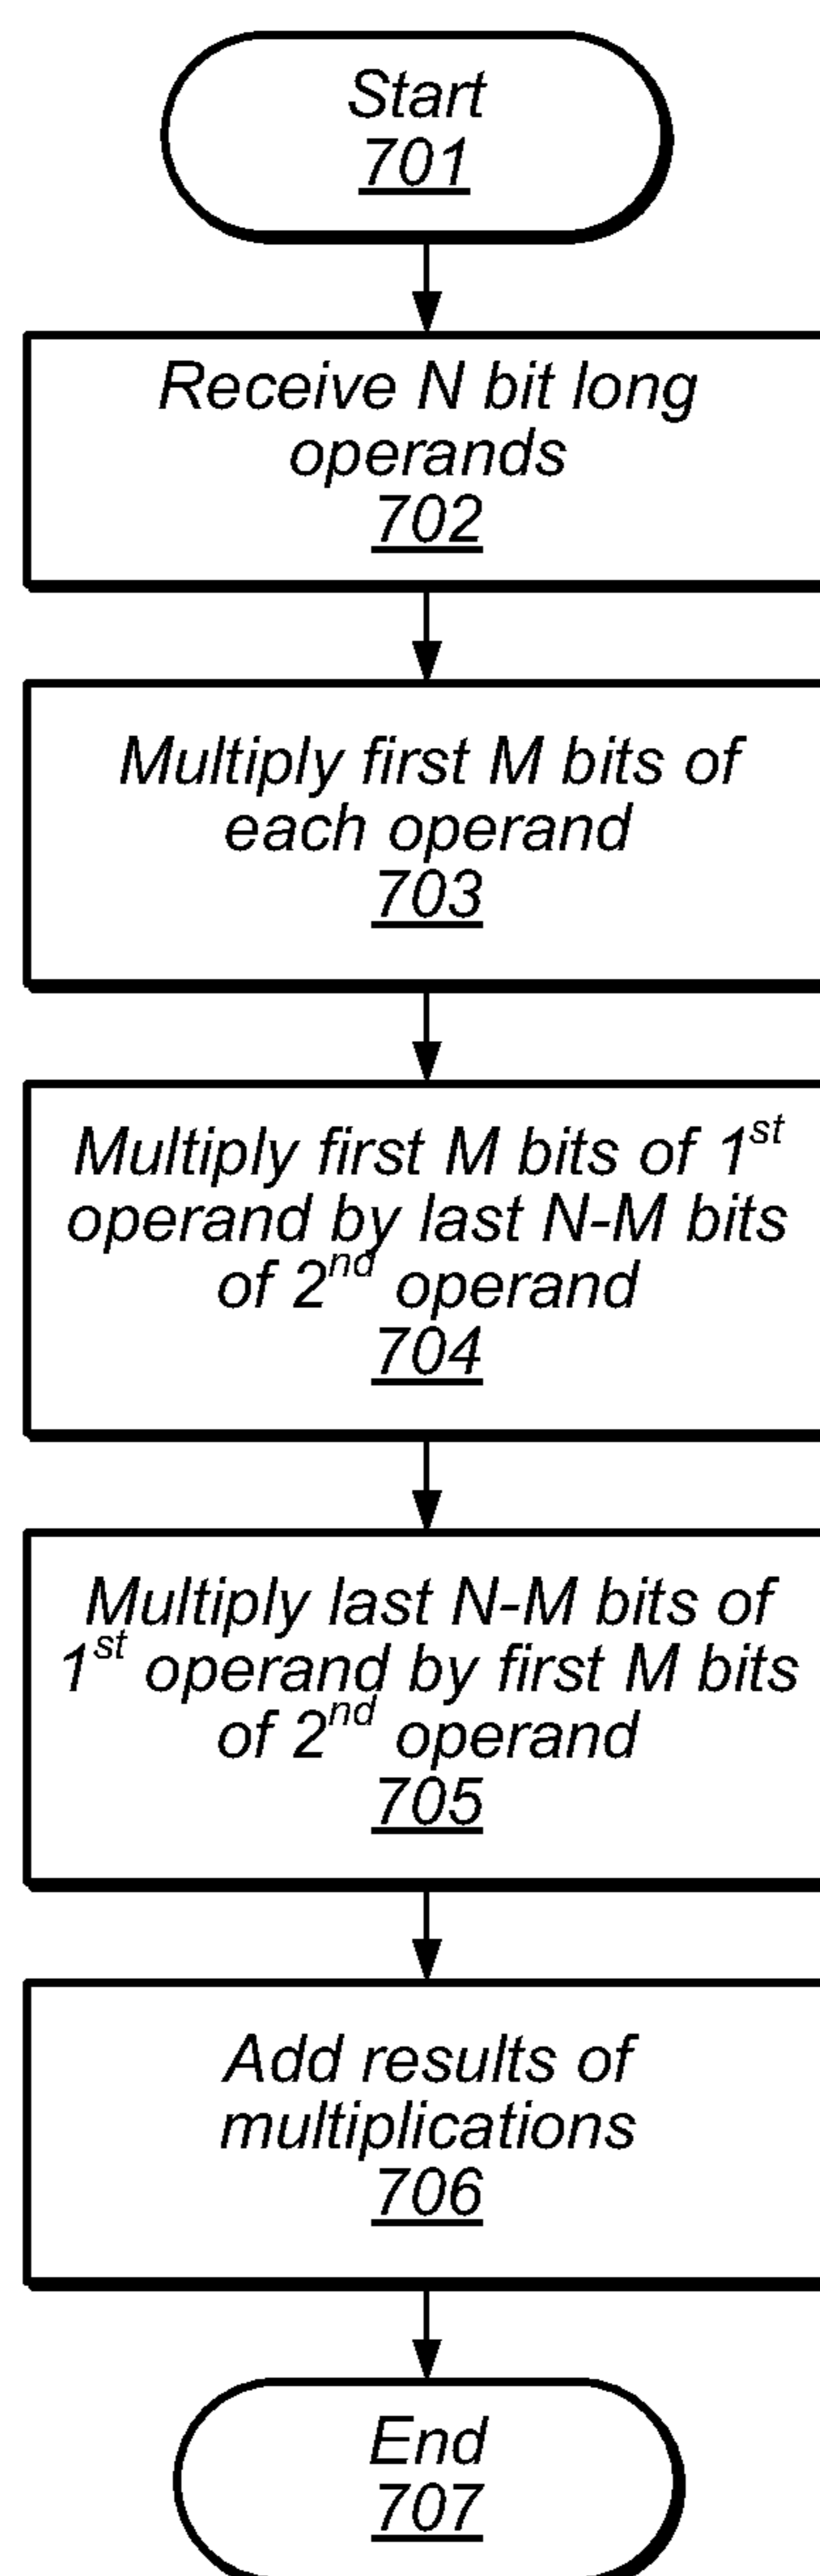 Start
701
Receive N bit long
operands
702
Multiply first M bits of
each operand
703
Multiply first M bits of 1st
operand by last N-M bits
of 2nd operand
704
Multiply last N-M bits of
1st operand by first M bits
of 2nd operand
705
Add results of
multiplications
706
End
707